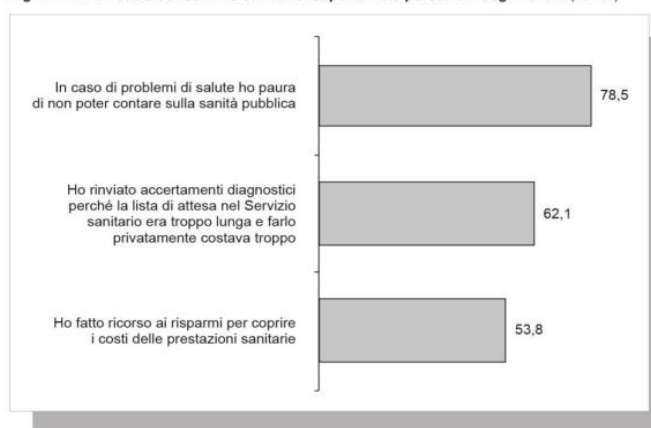 In caso di problemi di salute ho paura
di non poter contare sulla sanità pubblica
78,5
Ho rinviato accertamenti diagnostici
perché la lista di attesa nel Servizio
sanitario era troppo lunga e farlo
privatamente costava troppo
62,1
Ho fatto ricorso ai risparmi per coprire
i costi delle prestazioni sanitarie
53,8